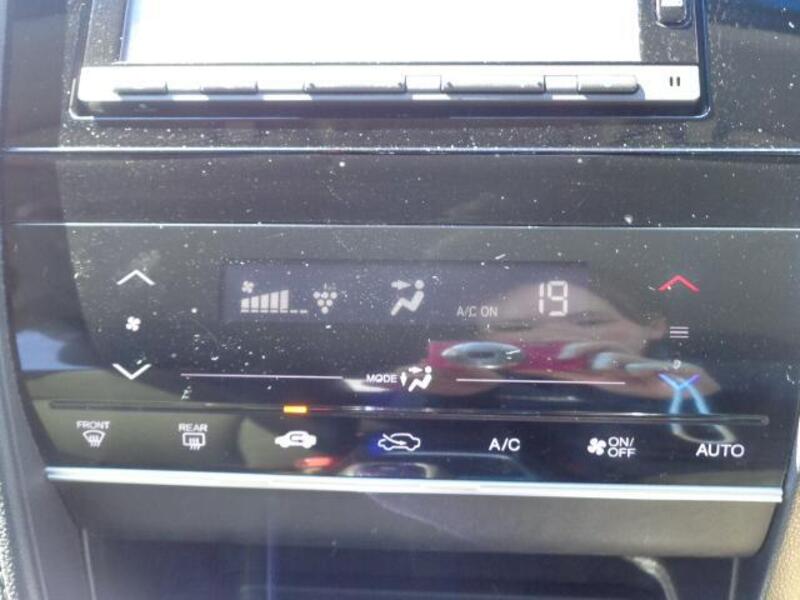 A/C ON 19
MODE
FRONT REAR A/C ON/OFF AUTO